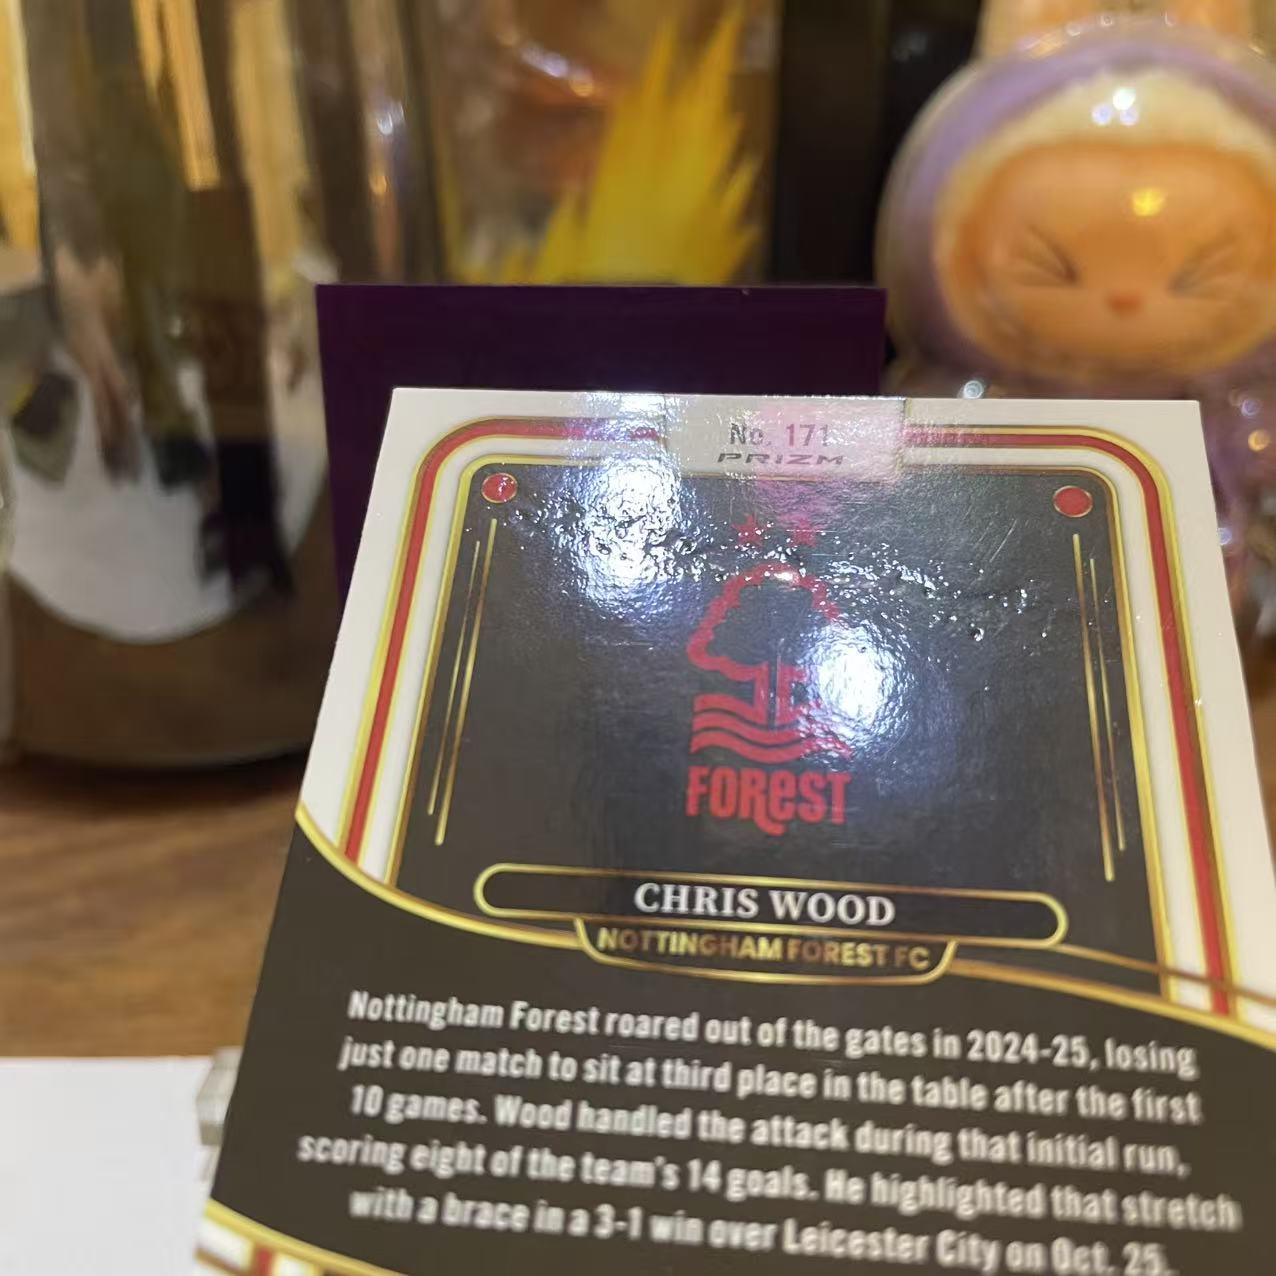 No. 171
PRIZM
FOREST
CHRIS WOOD
NOTTINGHAM FOREST FC
Nottingham Forest roared out of the gates in 2024-25, losing
just one match to sit at third place in the table after the first
10 games. Wood handled the attack during that initial run,
scoring eight of the team's 14 goals. He highlighted that stretch
with a brace in a 3-1 win over Leicester City on Oct. 25.